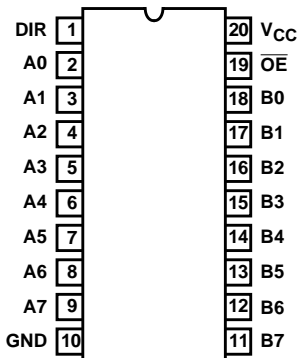 DIR 1 20 VCC
A0 2 19 OE
A1 3 18 B0
A2 4 17 B1
A3 5 16 B2
A4 6 15 B3
A5 7 14 B4
A6 8 13 B5
A7 9 12 B6
GND 10 11 B7